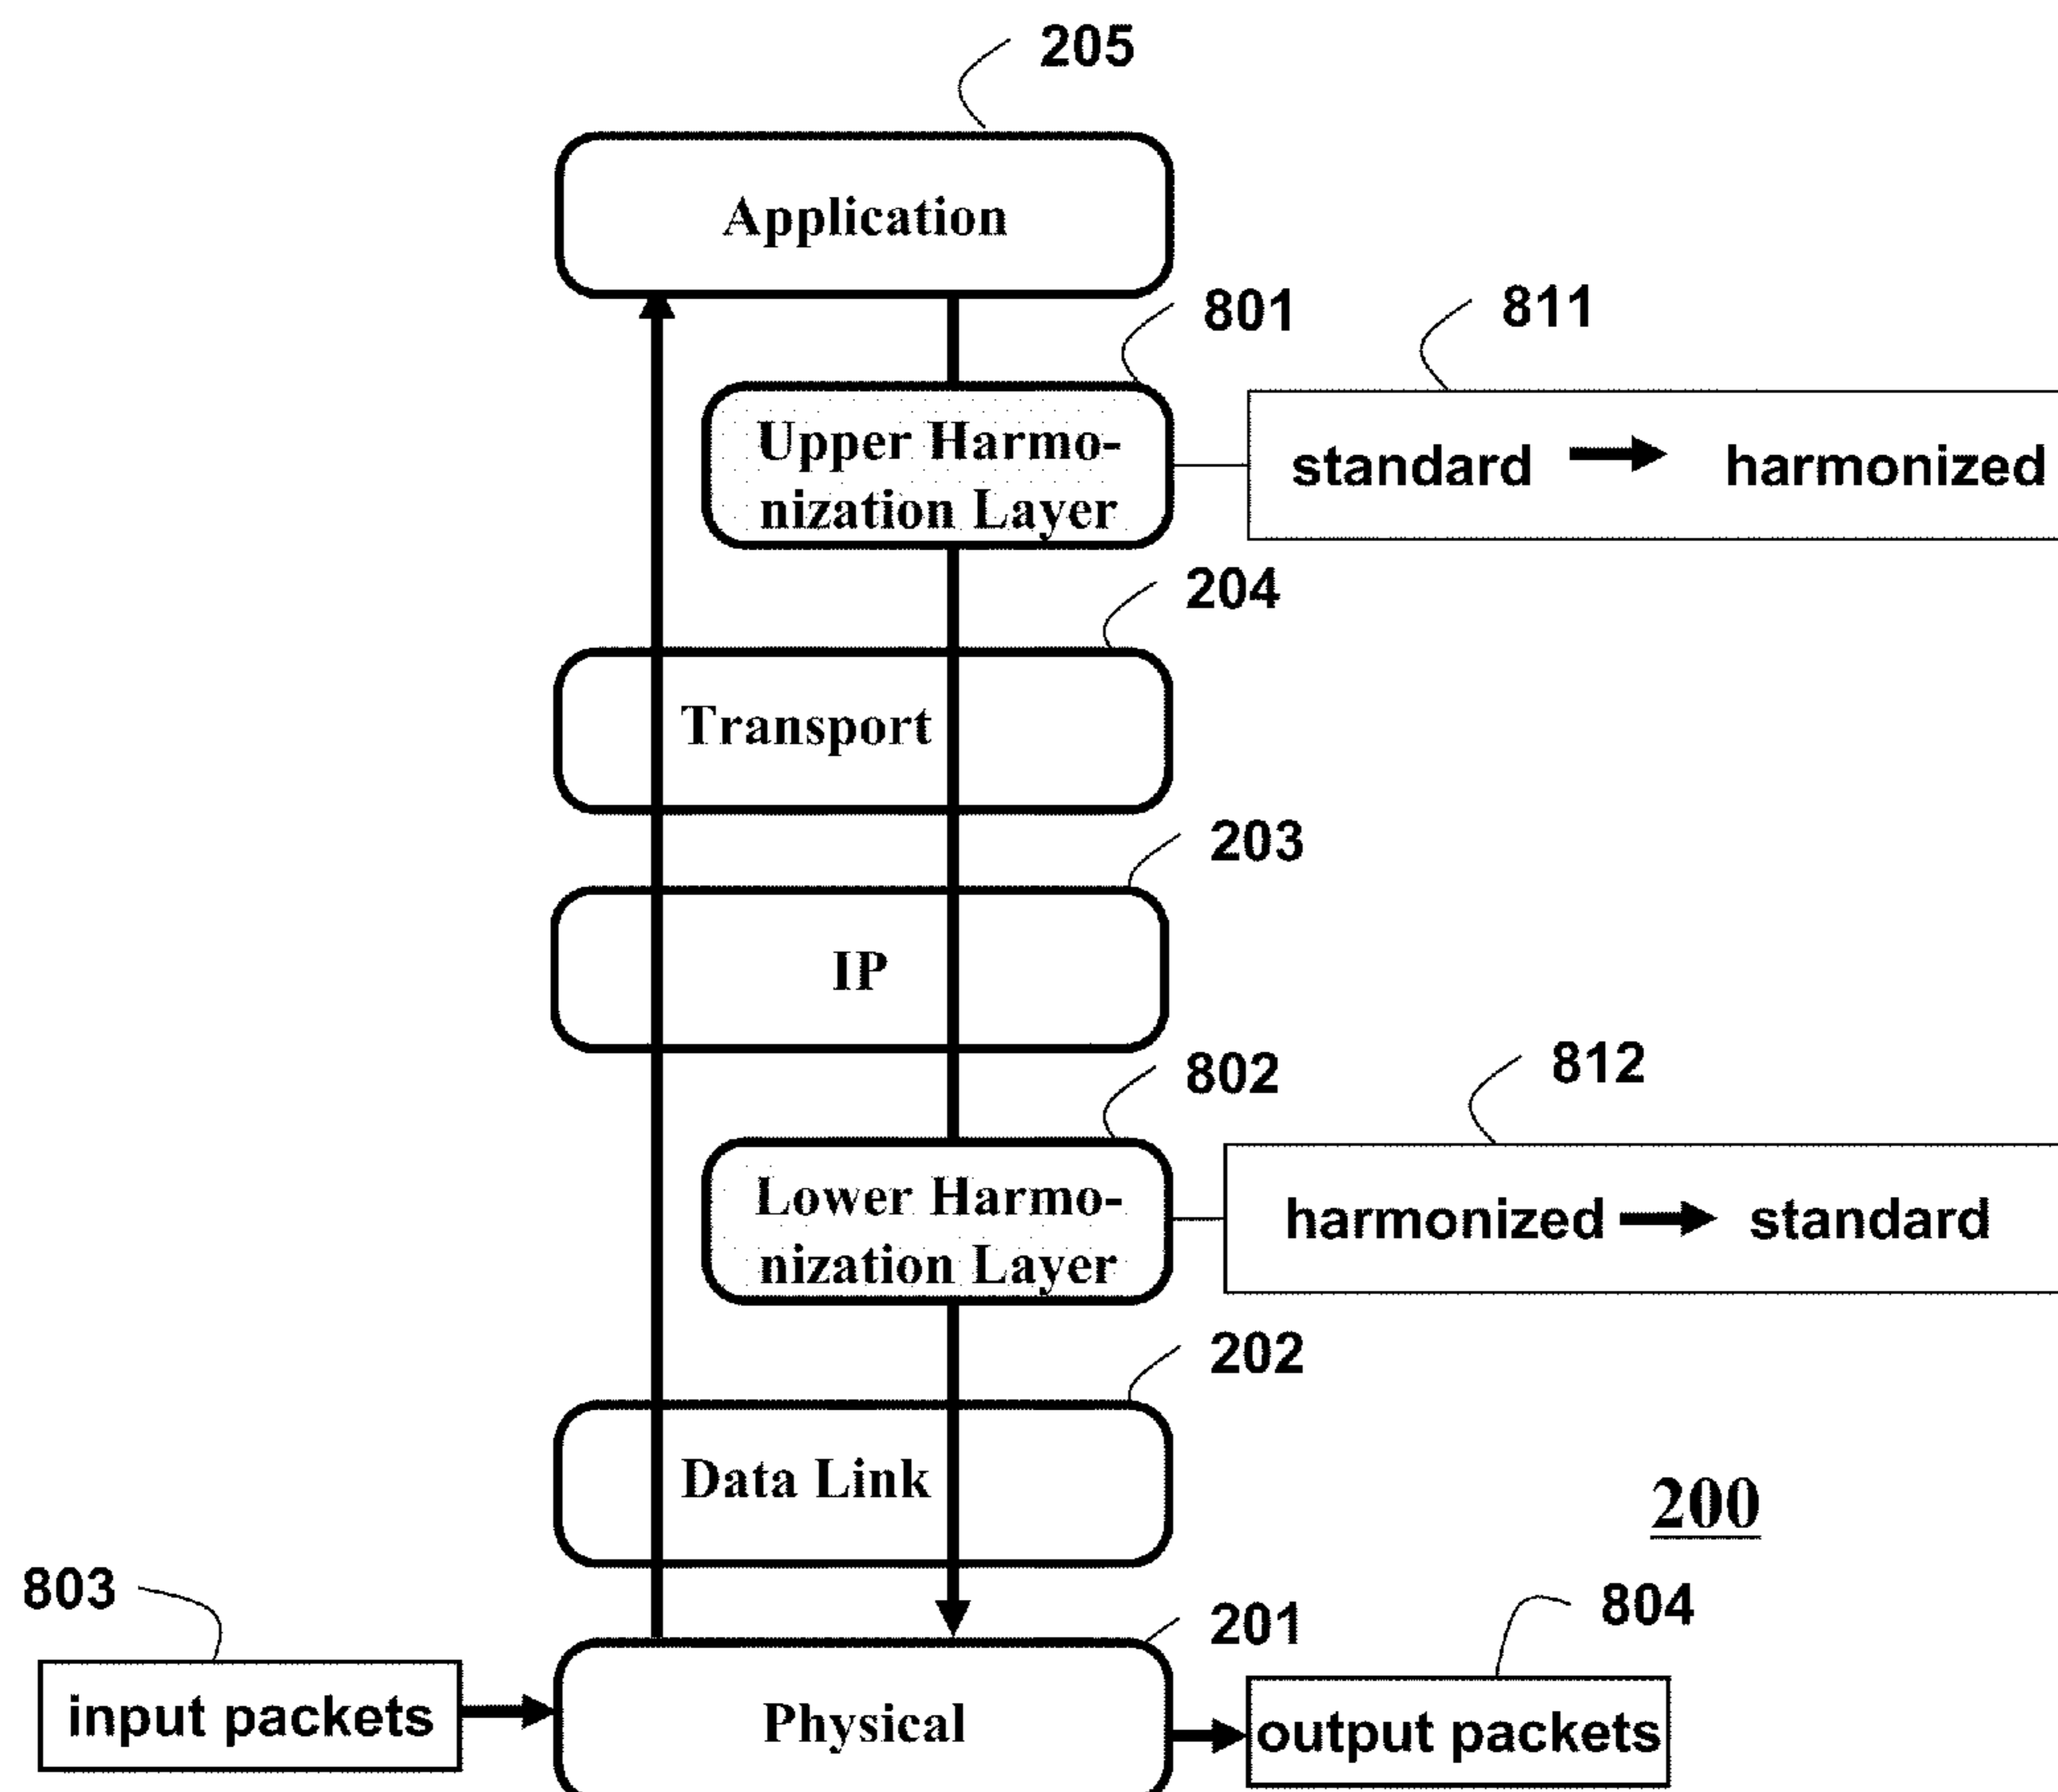 205
Application
801
811
Upper Harmo-
nization Layer
standard
harmonized
204
Transport
203
IP
802
812
Lower Harmo-
nization Layer
harmonized
standard
202
Data Link
200
803
201
804
input packets
Physical
output packets